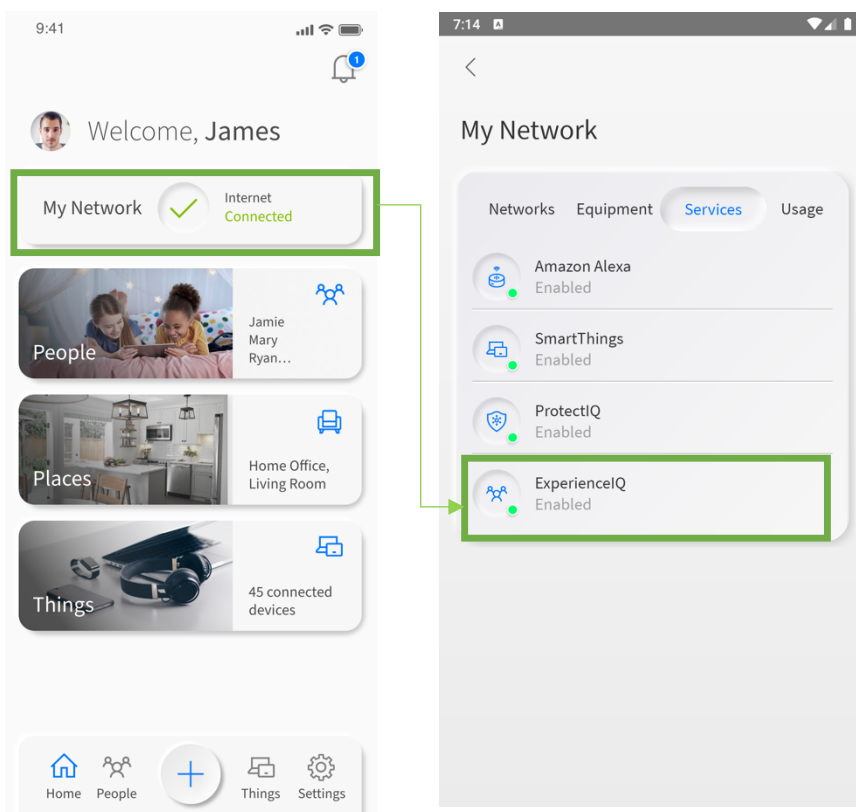 9:41
1
Welcome, James
My Network
Internet
Connected
People
Jamie
Mary
Ryan...
Places
Home Office,
Living Room
Things
45 connected
devices
Home People Things Settings
7:14 A
My Network
Networks Equipment Services Usage
Amazon Alexa
Enabled
SmartThings
Enabled
ProtectIQ
Enabled
ExperienceIQ
Enabled